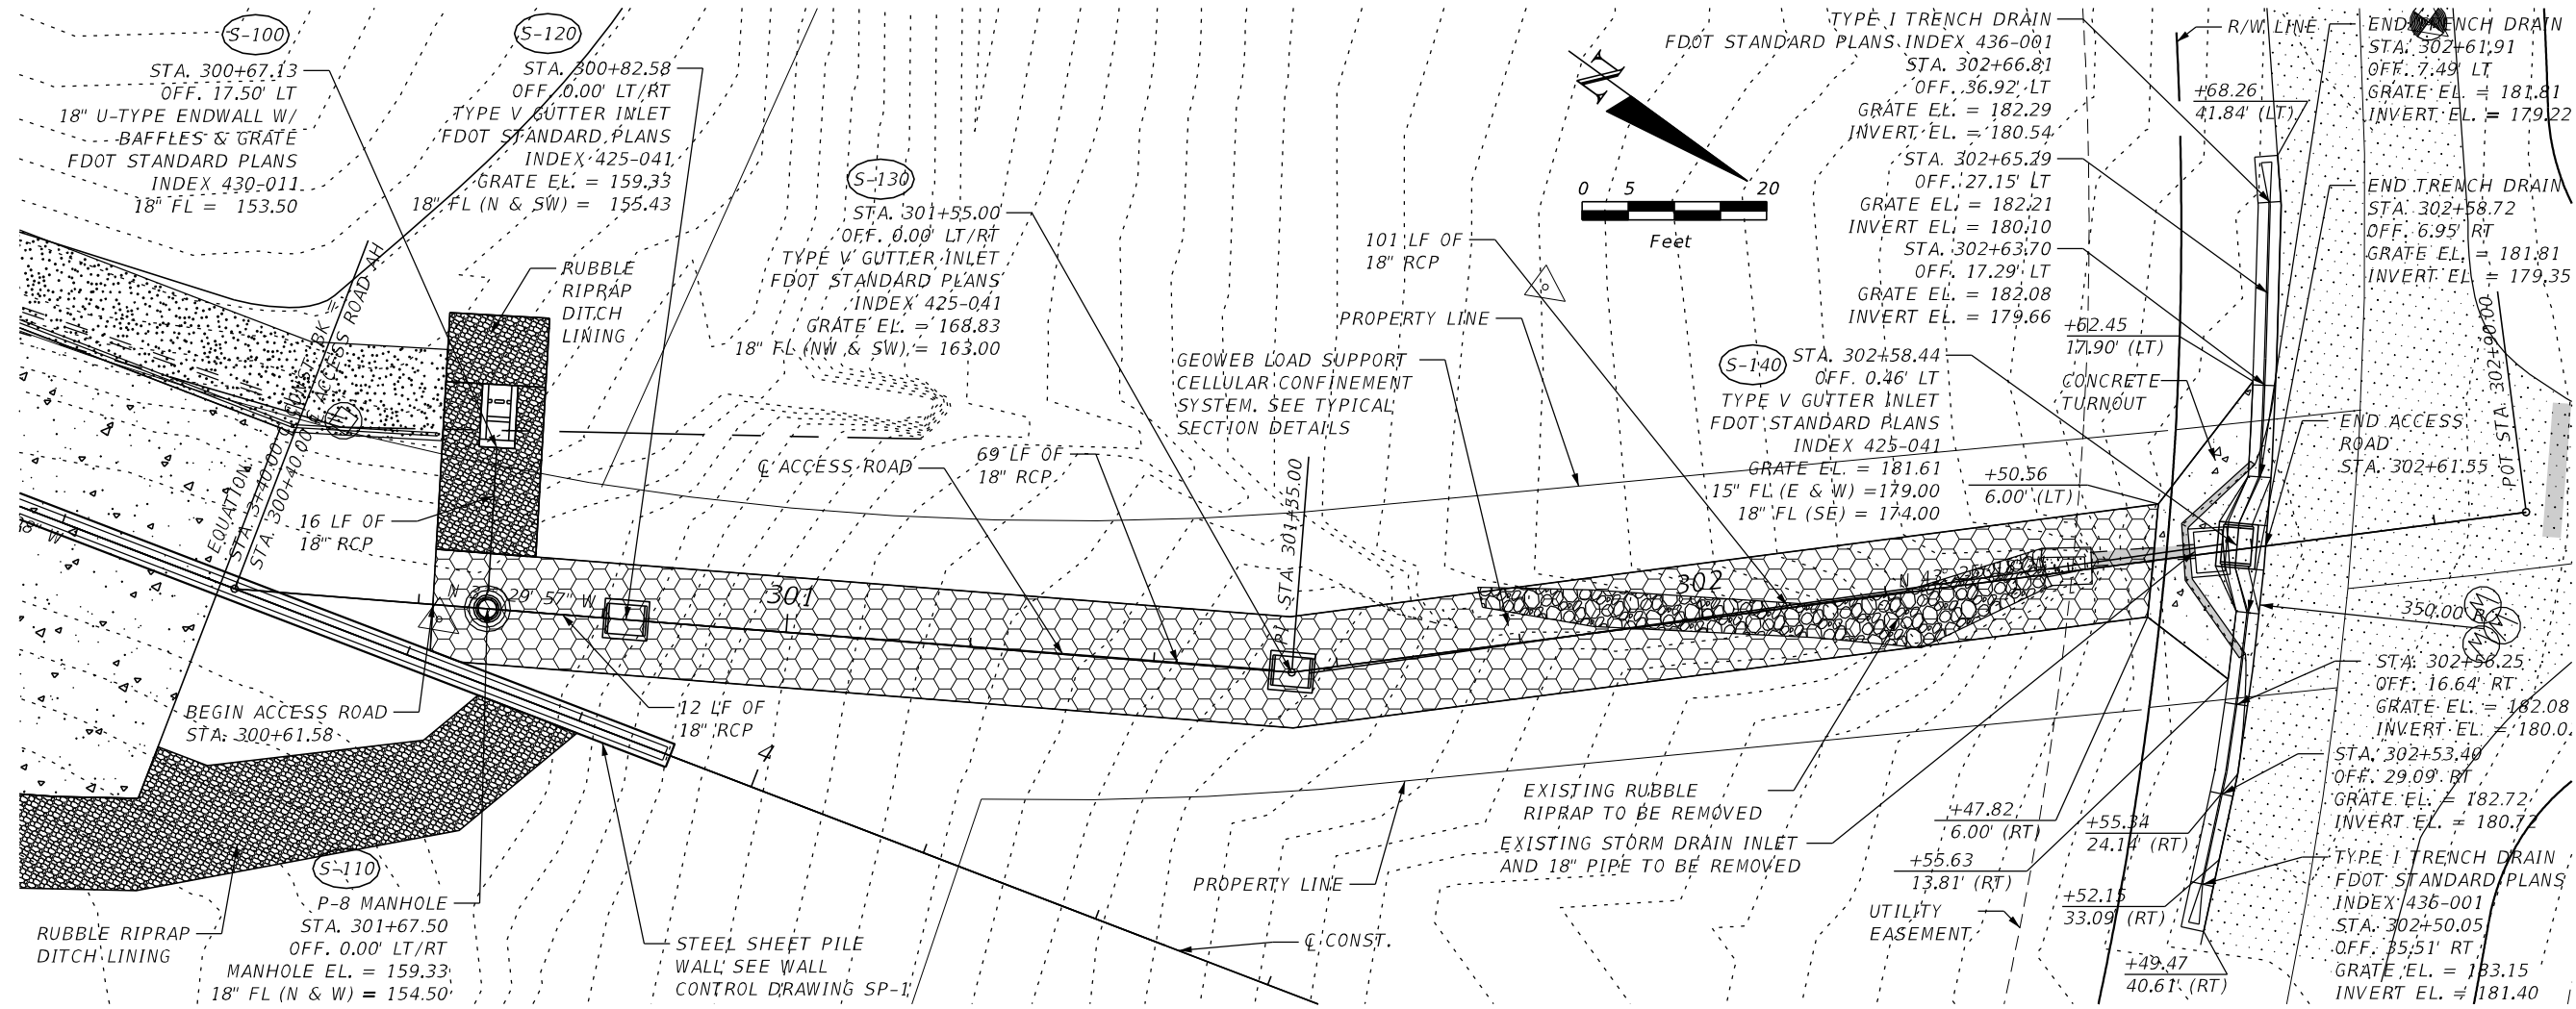 S-100
STA. 300+67.13
OFF. 17.50' LT
18" U-TYPE ENDWALL W/
BAFFLES & GRATE
FDOT STANDARD PLANS
INDEX 430-011
18" FL = 153.50
S-120
STA. 300+82.58
OFF. 0.00' LT/RT
TYPE V GUTTER INLET
FDOT STANDARD PLANS
INDEX 425-041
GRATE EL. = 159.33
18" FL (N & SW) = 155.43
S-130
STA. 301+55.00
OFF. 0.00' LT/RT
TYPE V GUTTER INLET
FDOT STANDARD PLANS
INDEX 425-041
GRATE EL. = 168.83
18" FL (NW & SW) = 163.00
RUBBLE
RIPRAP
DITCH
LINING
N
0 5 20
Feet
TYPE I TRENCH DRAIN
FDOT STANDARD PLANS INDEX 436-001
STA. 302+66.81
OFF. 36.92' LT
GRATE EL. = 182.29
INVERT EL. = 180.54
STA. 302+65.29
OFF. 27.15' LT
GRATE EL. = 182.21
INVERT EL. = 180.10
STA. 302+63.70
OFF. 17.29' LT
GRATE EL. = 182.08
INVERT EL. = 179.66
R/W LINE
+68.26
41.84' (LT)
END TRENCH DRAIN
STA. 302+61.91
OFF. 7.49' LT
GRATE EL. = 181.81
INVERT EL. = 179.22
END TRENCH DRAIN
STA. 302+58.72
OFF. 6.95' RT
GRATE EL. = 181.81
INVERT EL. = 179.35
101 LF OF
18" RCP
PROPERTY LINE
GEOWEB LOAD SUPPORT
CELLULAR CONFINEMENT
SYSTEM. SEE TYPICAL
SECTION DETAILS
S-140
STA. 302+58.44
OFF. 0.46' LT
TYPE V GUTTER INLET
FDOT STANDARD PLANS
INDEX 425-041
GRATE EL. = 181.61
15" FL (E & W) =179.00
18" FL (SE) = 174.00
+62.45
17.90' (LT)
CONCRETE
TURNOUT
+50.56
6.00' (LT)
END ACCESS
ROAD
STA. 302+61.55
POT STA. 302+90.00
EQUATION
STA. 300+40.00 ℄ ACCESS ROAD AH
℄ ACCESS ROAD
69 LF OF
18" RCP
16 LF OF
18" RCP
PI STA. 301+55.00
18" W
29' 57" W
301
302
350.00
BEGIN ACCESS ROAD
STA. 300+61.58
12 LF OF
18" RCP
4
STA. 302+56.25
OFF. 16.64' RT
GRATE EL. = 182.08
INVERT EL. = 180.0
STA. 302+53.40
OFF. 29.09' RT
GRATE EL. = 182.72
INVERT EL. = 180.72
EXISTING RUBBLE
RIPRAP TO BE REMOVED
EXISTING STORM DRAIN INLET
AND 18" PIPE TO BE REMOVED
PROPERTY LINE
+47.82
6.00' (RT)
+55.34
24.14' (RT)
+55.63
13.81' (RT)
+52.15
33.09' (RT)
UTILITY
EASEMENT
+49.47
40.61' (RT)
TYPE I TRENCH DRAIN
FDOT STANDARD PLANS
INDEX 436-001
STA. 302+50.05
OFF. 35.51' RT
GRATE EL. = 183.15
INVERT EL. = 181.40
S-110
P-8 MANHOLE
STA. 301+67.50
OFF. 0.00' LT/RT
MANHOLE EL. = 159.33
18" FL (N & W) = 154.50
RUBBLE RIPRAP
DITCH LINING
STEEL SHEET PILE
WALL SEE WALL
CONTROL DRAWING SP-1
℄ CONST.